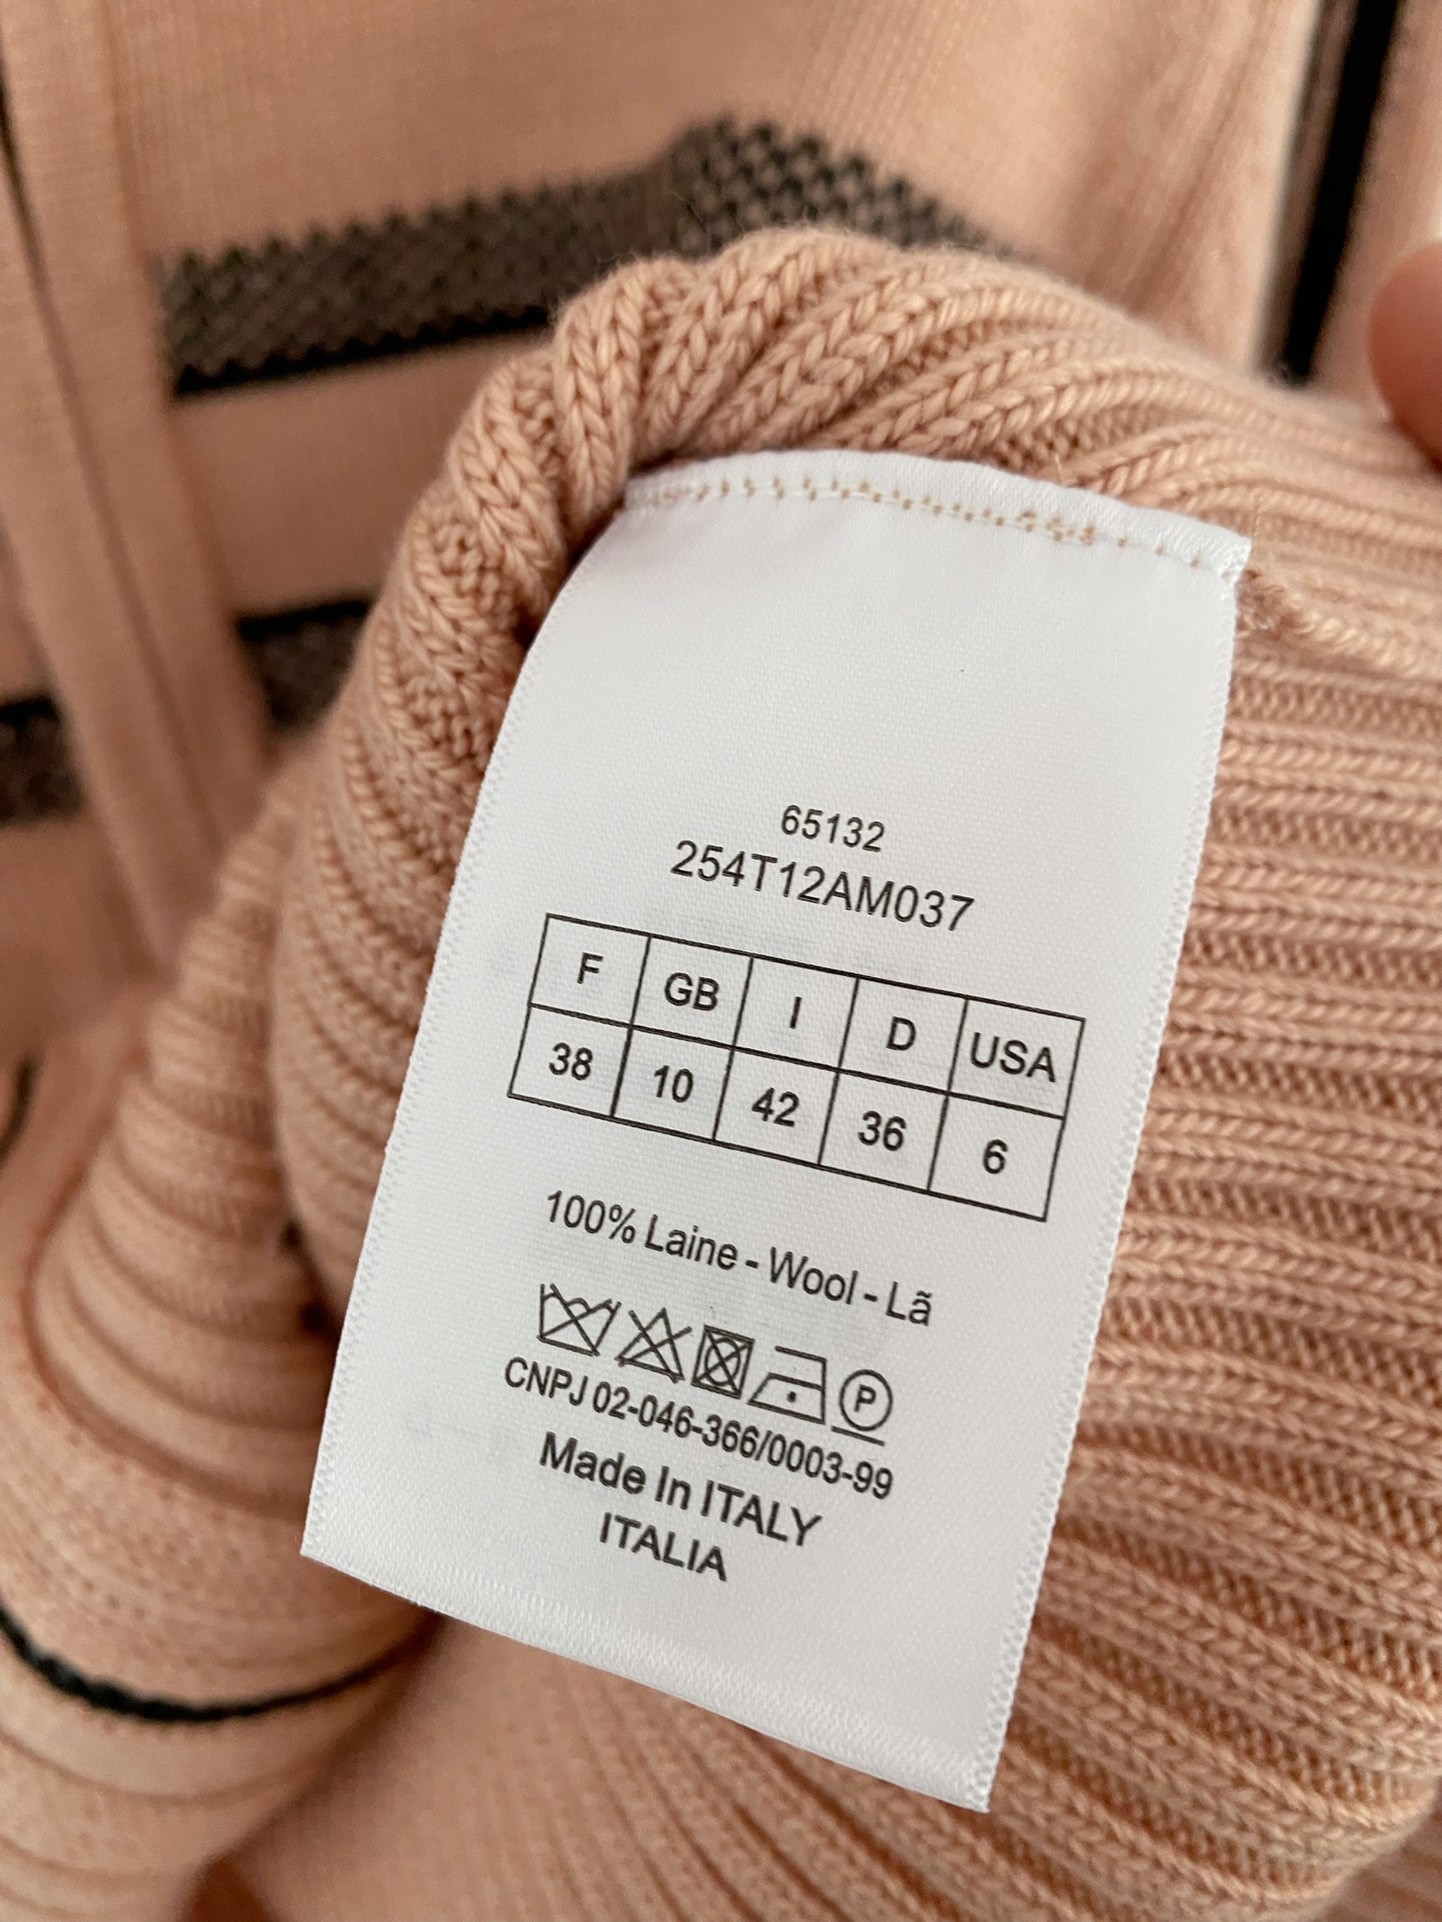 65132
254T12AM037
F GB I D USA
38 10 42 36 6
100% Laine - Wool - Lã
P
CNPJ 02-046-366/0003-99
Made In ITALY
ITALIA